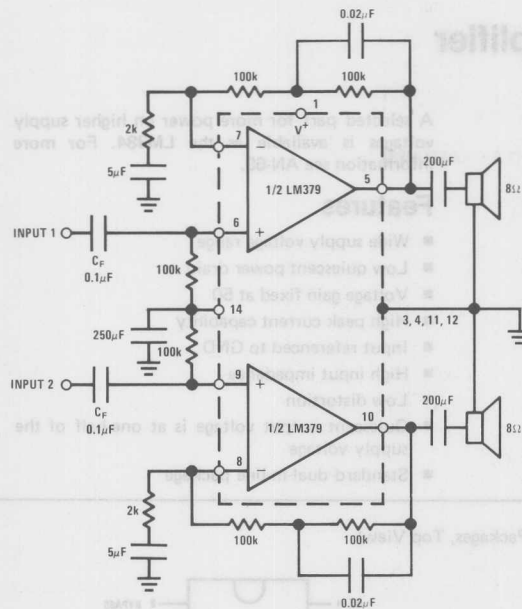 plifier
0.02μF
100k
100k
A selected part for more power on higher supply
voltages is available as the LM384. For more
information see AN-69.
1
V+
2k
7
−
5μF
5
200μF
1/2 LM379
8Ω
Features
INPUT 1
6
+
Wide supply voltage range
CF
0.1μF
100k
Low quiescent power drain
Voltage gain fixed at 50
14
3, 4, 11, 12
High peak current capability
250μF
100k
Input referenced to GND
High input impedance
INPUT 2
9
+
Low distortion
200μF
CF
0.1μF
1/2 LM379
10
8Ω
Quiescent output voltage is at one half of the
supply voltage
8
−
Standard dual in-line package
2k
100k
100k
5μF
0.02μF
Packages, Top View
BYPASS